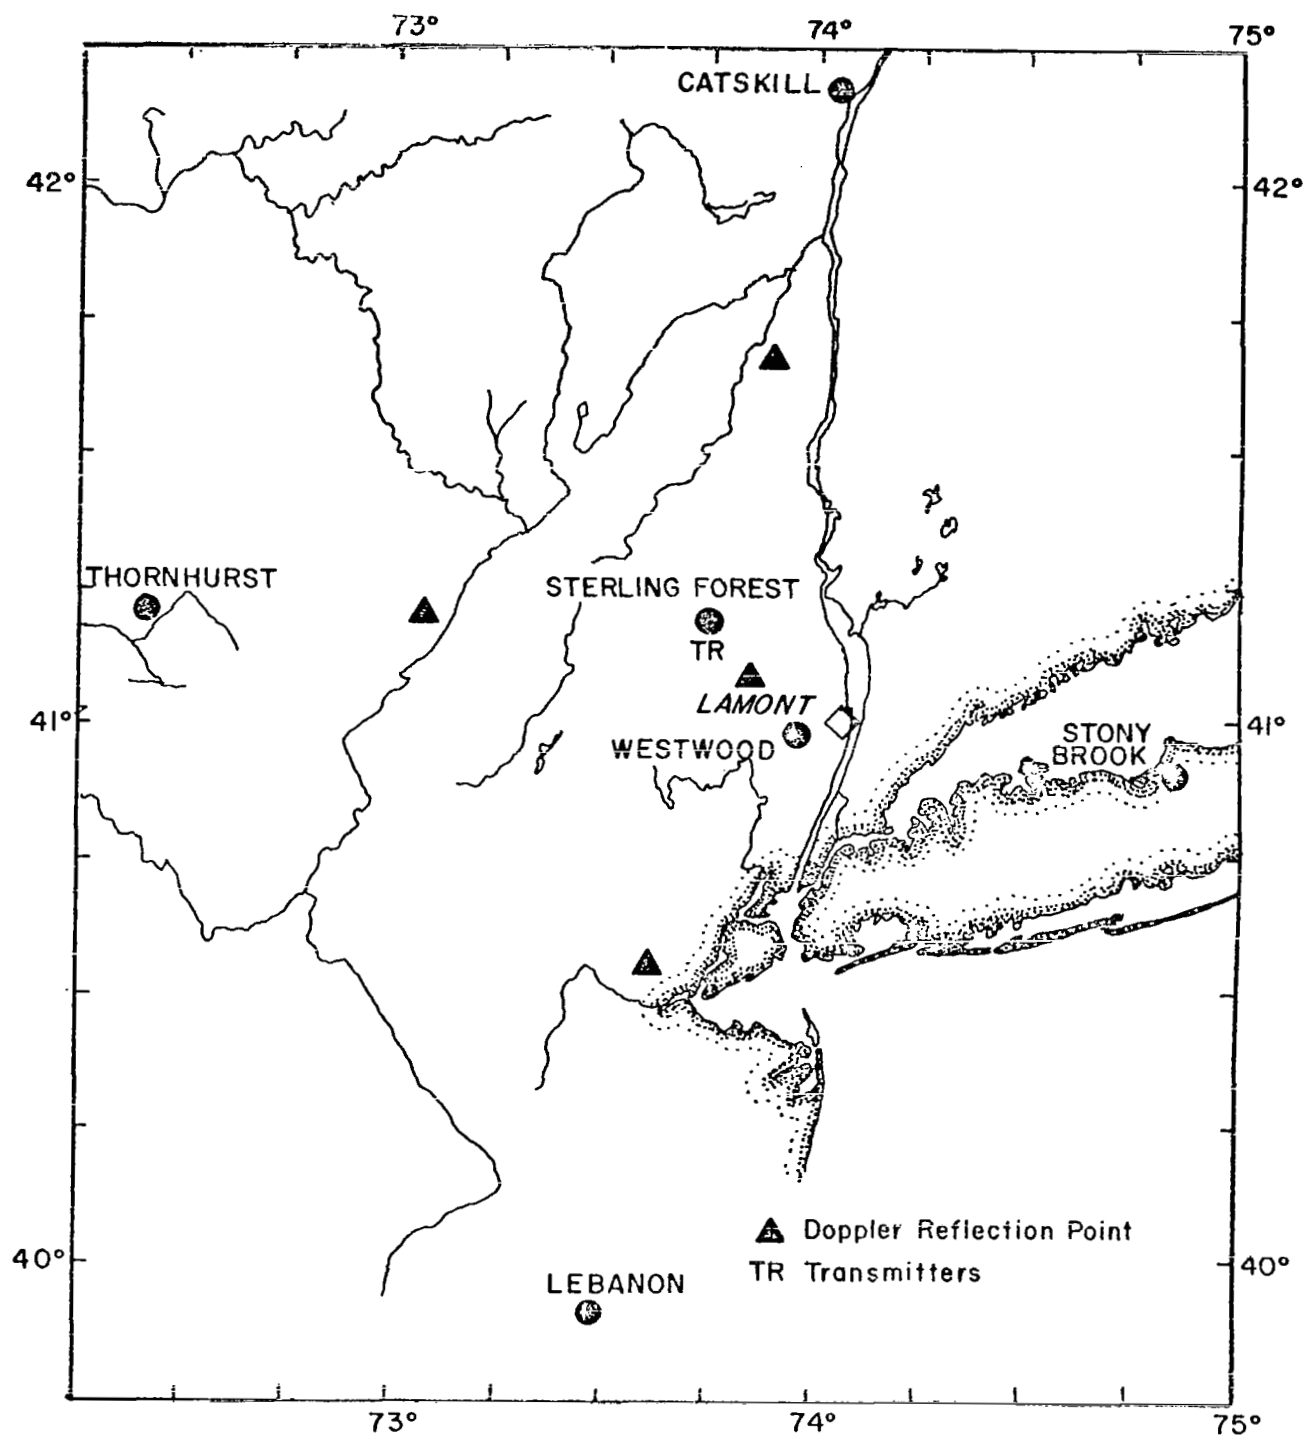 73° 74° 75°
CATSKILL
42° 42°
THORNHURST
STERLING FOREST
TR
LAMONT
41° 41°
WESTWOOD
STONY
BROOK
Doppler Reflection Point
TR Transmitters
40° 40°
LEBANON
73° 74° 75°